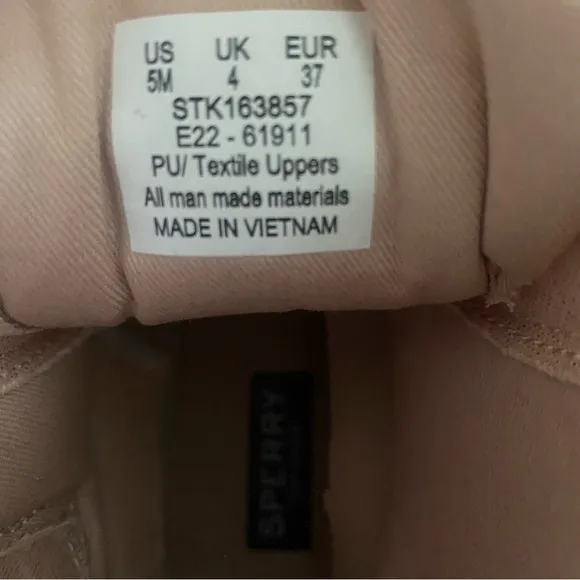 US UK EUR
5M 4 37
STK163857
E22 - 61911
PU/ Textile Uppers
All man made materials
MADE IN VIETNAM
SPERRY